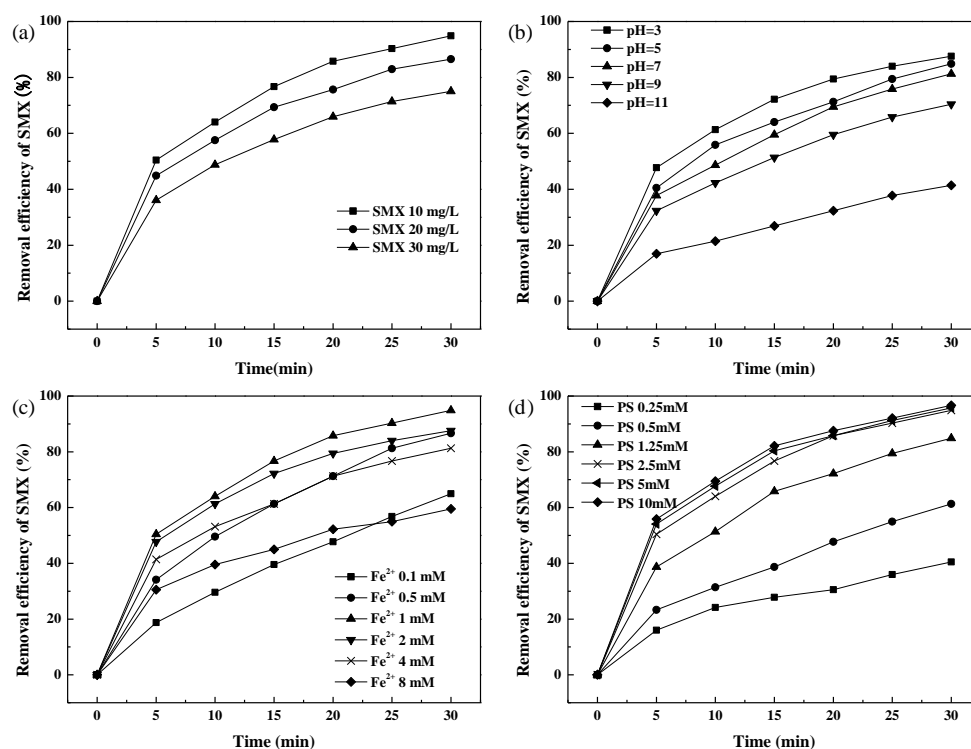 (a)
Removal efficiency of SMX (%)
100
80
60
40
20
0
SMX 10 mg/L
SMX 20 mg/L
SMX 30 mg/L
0 5 10 15 20 25 30
Time(min)
(b)
Removal efficiency of SMX (%)
100
80
60
40
20
0
pH=3
pH=5
pH=7
pH=9
pH=11
0 5 10 15 20 25 30
Time (min)
(c)
Removal efficiency of SMX (%)
100
80
60
40
20
0
Fe²⁺ 0.1 mM
Fe²⁺ 0.5 mM
Fe²⁺ 1 mM
Fe²⁺ 2 mM
Fe²⁺ 4 mM
Fe²⁺ 8 mM
0 5 10 15 20 25 30
Time (min)
(d)
Removal efficiency of SMX (%)
100
80
60
40
20
0
PS 0.25mM
PS 0.5mM
PS 1.25mM
PS 2.5mM
PS 5mM
PS 10mM
0 5 10 15 20 25 30
Time (min)